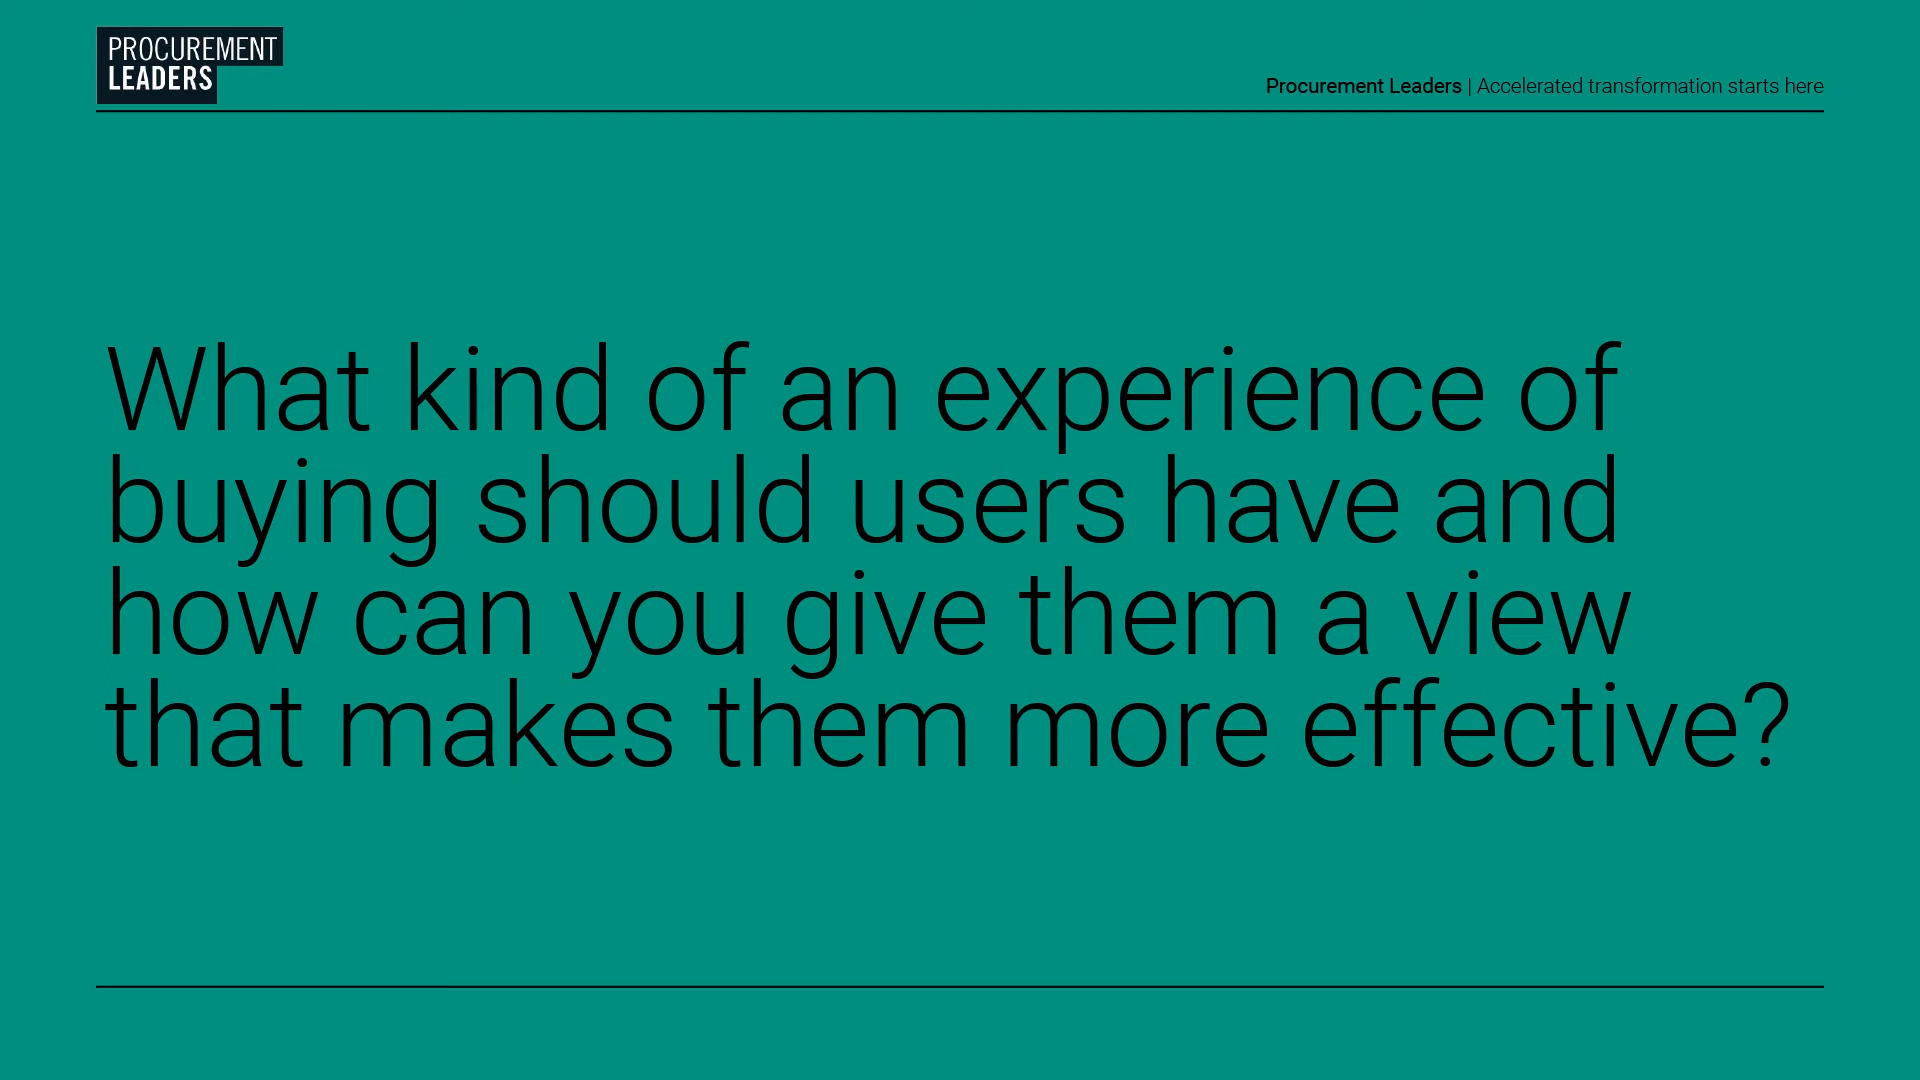 PROCUREMENT
LEADERS
Procurement Leaders | Accelerated transformation starts here
What kind of an experience of
buying should users have and
how can you give them a view
that makes them more effective?